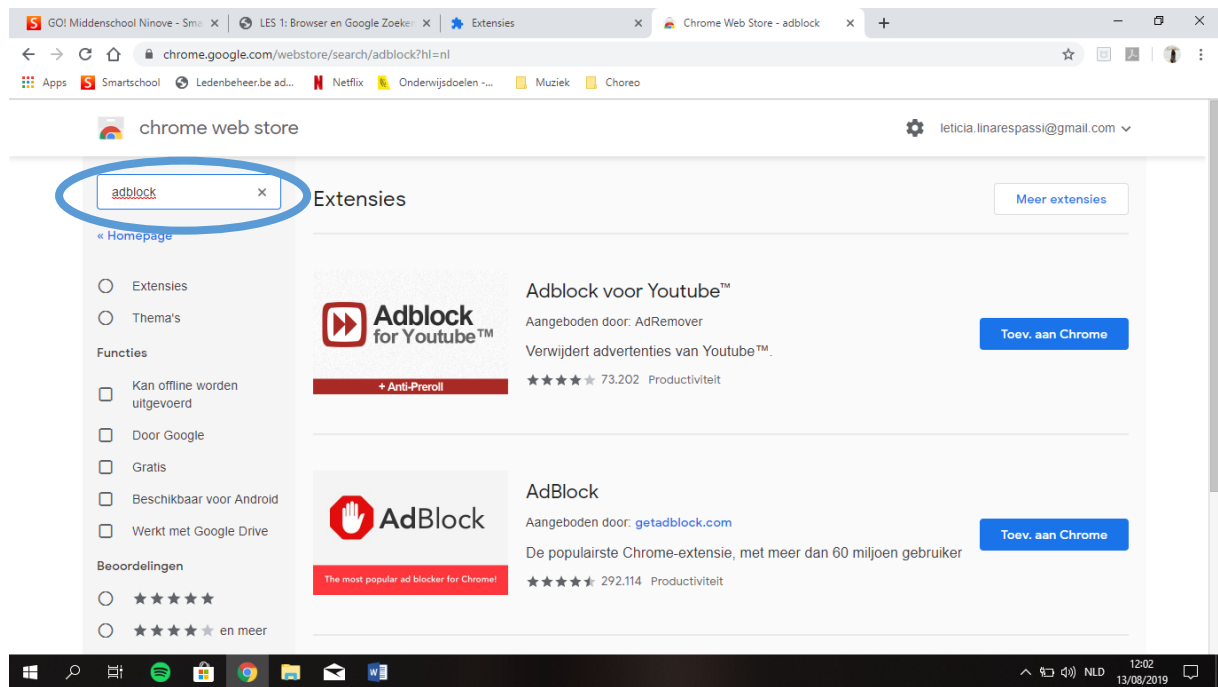 GO! Middenschool Ninove - Sma
LES 1: Browser en Google Zoeken
Extensies
Chrome Web Store - adblock
chrome.google.com/webstore/search/adblock?hl=nl
Apps
Smartschool
Ledenbeheer.be ad...
Netflix
Onderwijsdoelen -...
Muziek
Choreo
chrome web store
leticia.linarespassi@gmail.com
adblock
« Homepage
Extensies
Thema's
Functies
Kan offline worden
uitgevoerd
Door Google
Gratis
Beschikbaar voor Android
Werkt met Google Drive
Beoordelingen
en meer
Extensies
Meer extensies
Adblock
for Youtube™
+ Anti-Preroll
Adblock voor Youtube™
Aangeboden door: AdRemover
Verwijdert advertenties van Youtube™.
73.202 Productiviteit
Toev. aan Chrome
AdBlock
The most popular ad blocker for Chrome!
AdBlock
Aangeboden door: getadblock.com
De populairste Chrome-extensie, met meer dan 60 miljoen gebruiker
292.114 Productiviteit
Toev. aan Chrome
NLD
12:02
13/08/2019